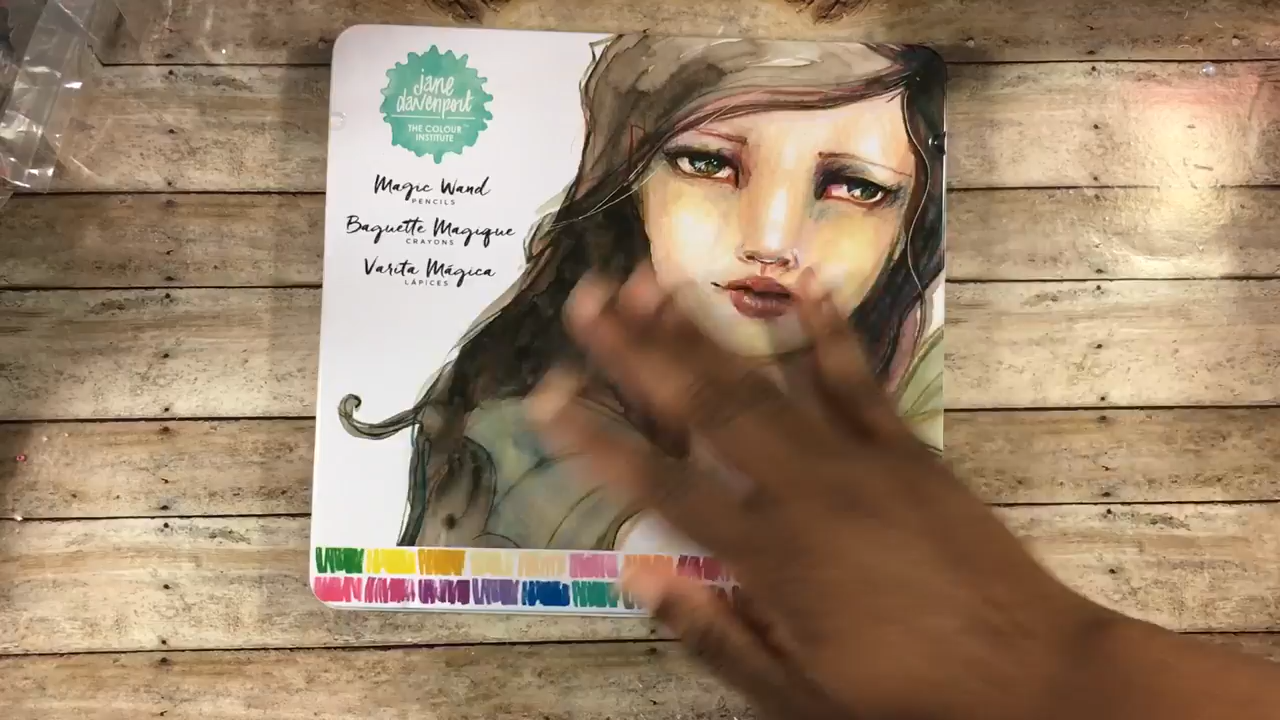 jane
davenport
THE COLOUR
INSTITUTE
Magic Wand
PENCILS
Baguette Magique
CRAYONS
Varita Mágica
LÁPICES